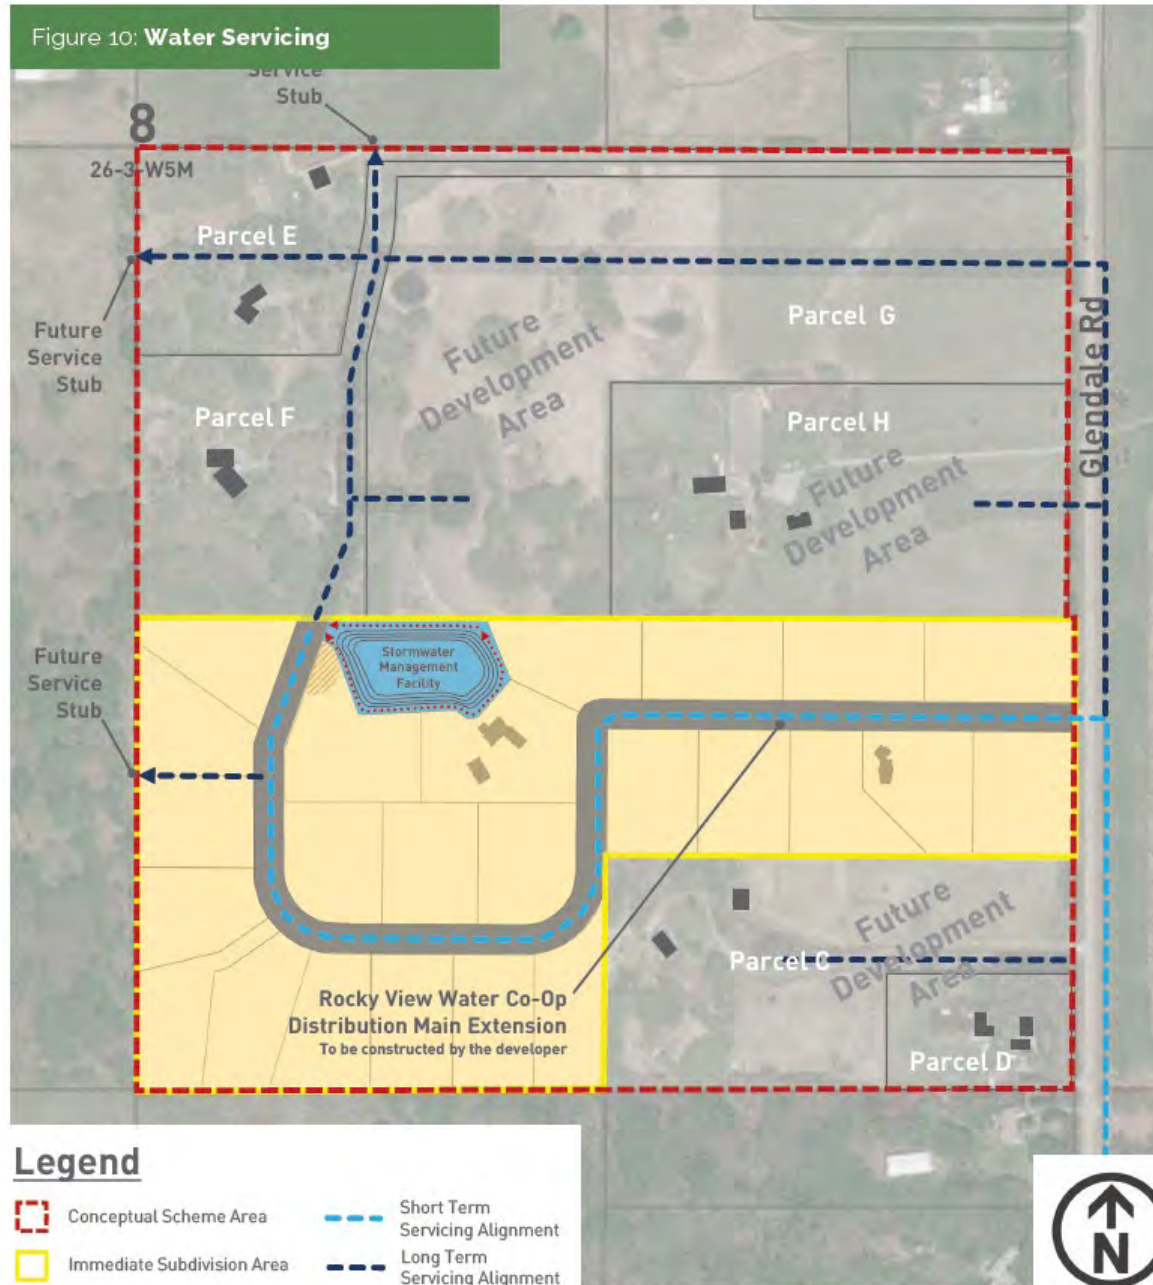 Figure 10: Water Servicing
Service
Stub
8
26-3-W5M
Parcel E
Parcel G
Future
Service
Stub
Future
Development
Area
Glendale Rd
Parcel F
Parcel H
Future
Development
Area
Future
Service
Stub
Stormwater
Management
Facility
Future
Development
Area
Parcel C
Rocky View Water Co-Op
Distribution Main Extension
To be constructed by the developer
Parcel D
Legend
Conceptual Scheme Area
Short Term
Servicing Alignment
Immediate Subdivision Area
Long Term
Servicing Alignment
N